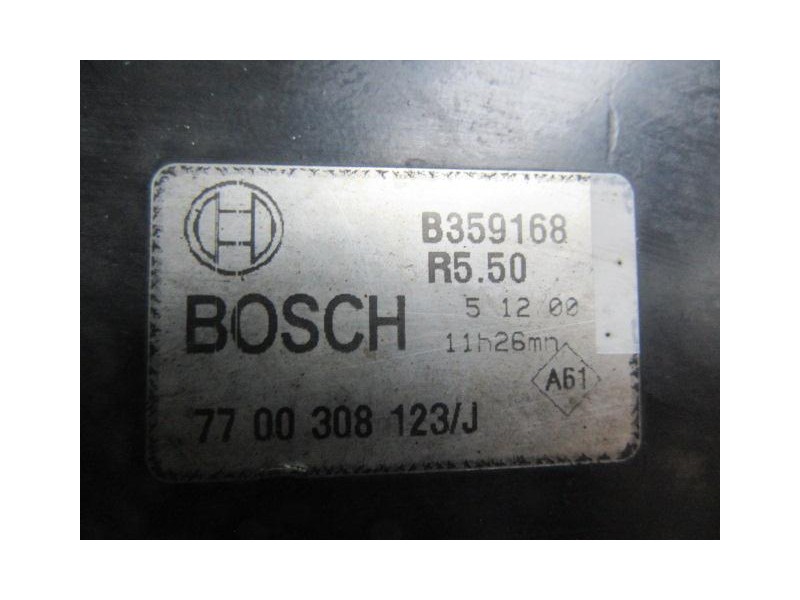 B359168
R5.50
5 12 00
11h26mn
BOSCH
A61
77 00 308 123/J